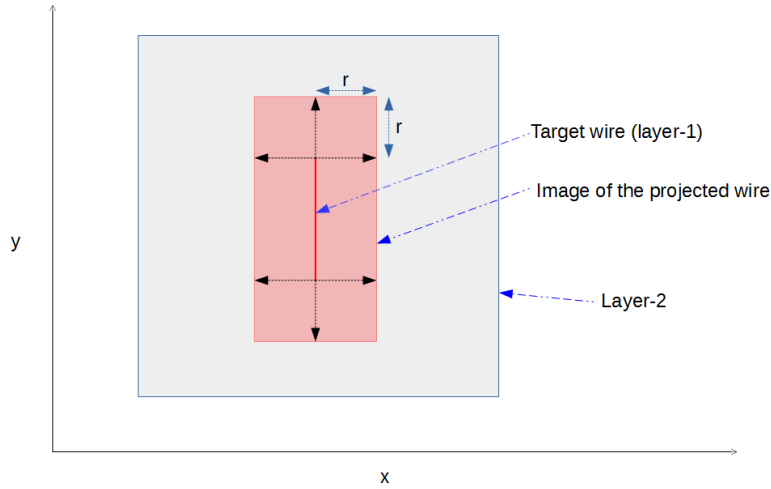 r
r
Target wire (layer-1)
Image of the projected wire
y
Layer-2
x